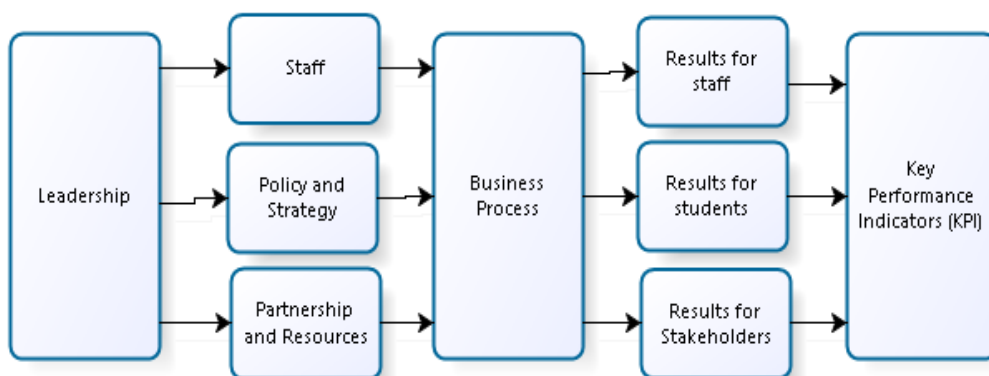 Leadership
Staff
Policy and
Strategy
Partnership
and Resources
Business
Process
Results for
staff
Results for
students
Results for
Stakeholders
Key
Performance
Indicators (KPI)